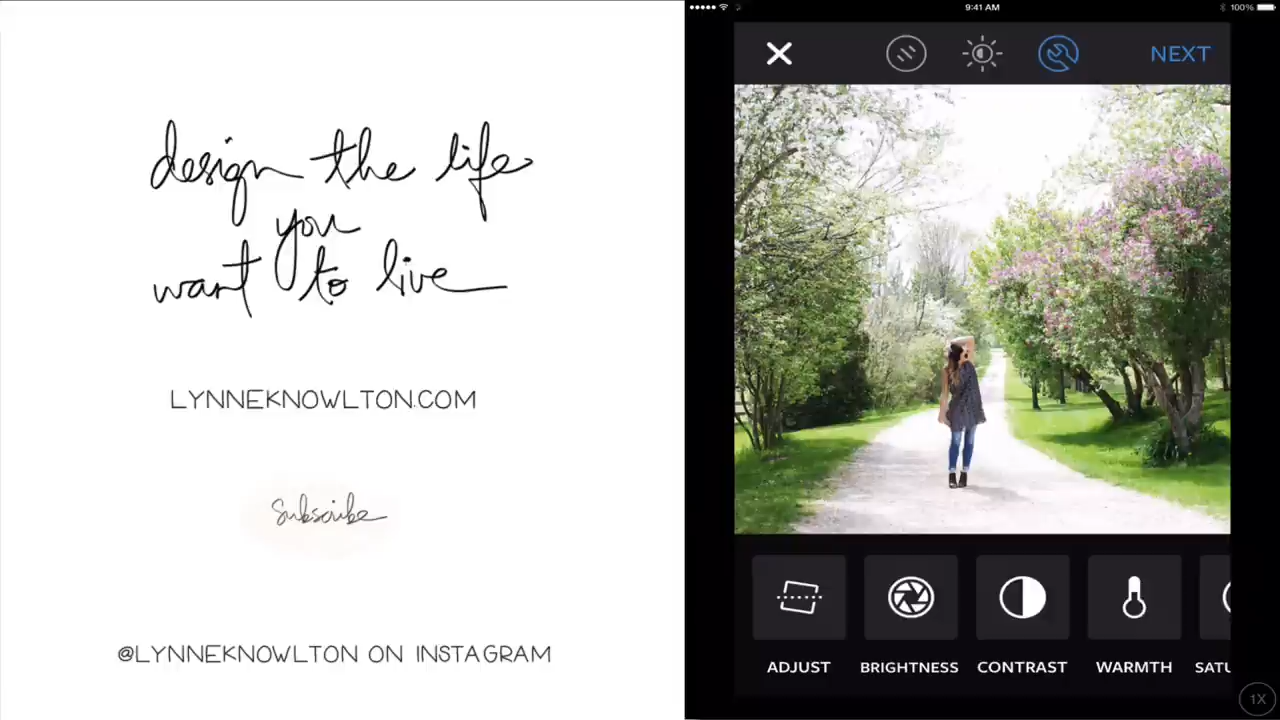 design the life
you
want to live
LYNNEKNOWLTON.COM
Subscribe
@LYNNEKNOWLTON ON INSTAGRAM
9:41 AM
100%
NEXT
ADJUST
BRIGHTNESS
CONTRAST
WARMTH
SATU
1X